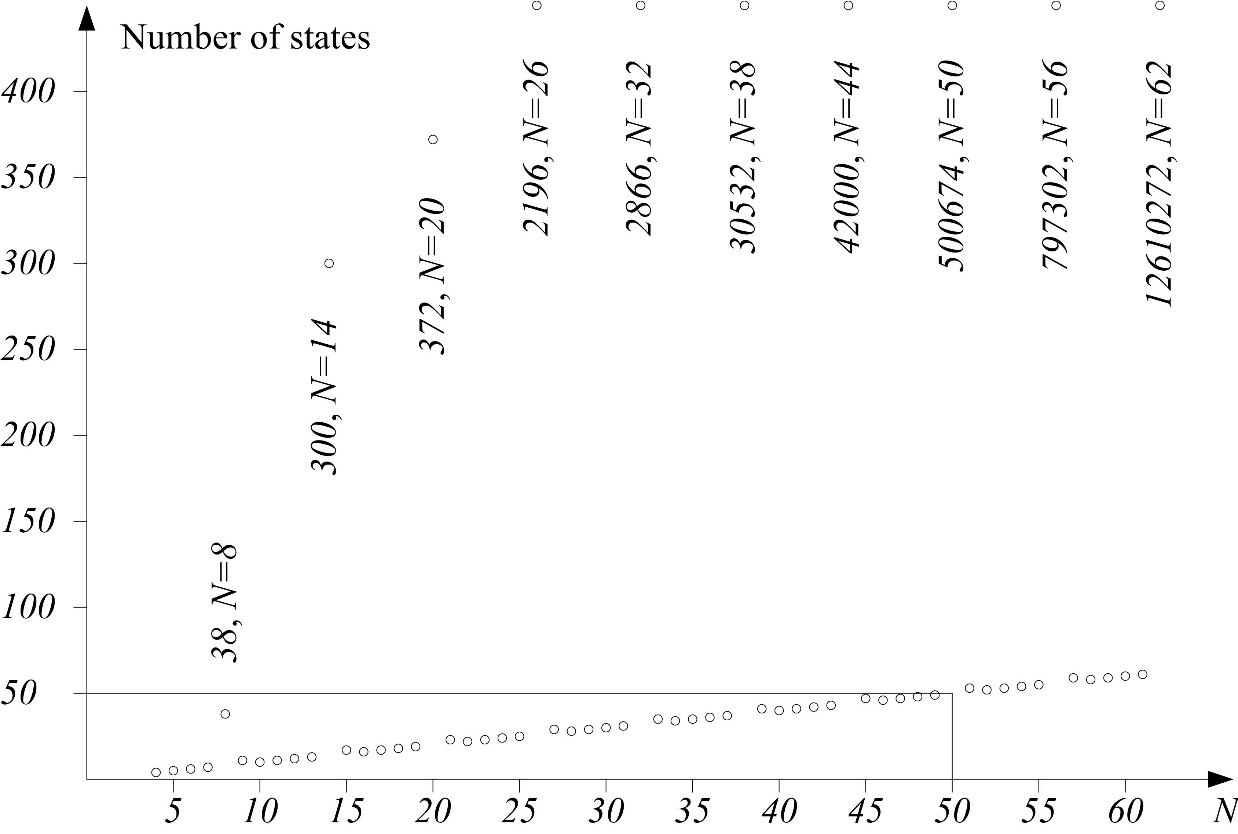 Number of states
400
350
300
250
200
150
100
50
38, N=8
300, N=14
372, N=20
2196, N=26
2866, N=32
30532, N=38
42000, N=44
500674, N=50
797302, N=56
12610272, N=62
5 10 15 20 25 30 35 40 45 50 55 60 N